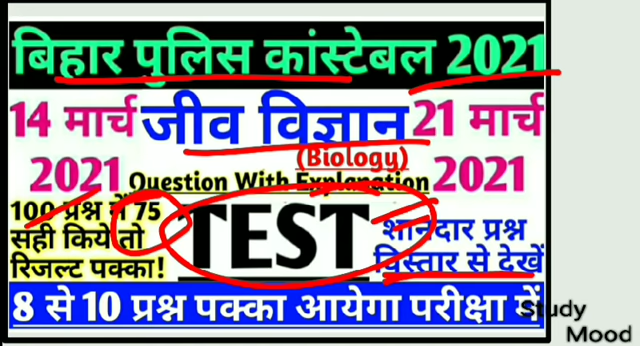 बिहार पुलिस कांस्टेबल 2021
14 मार्च जीव विज्ञान 21 मार्च
(Biology)
2021 Question With Explanation 2021
100 प्रश्न में 75
सही किये तो
रिजल्ट पक्का!
TEST
शानदार प्रश्न
विस्तार से देखें
8 से 10 प्रश्न पक्का आयेगा परीक्षा में
Study
Mood